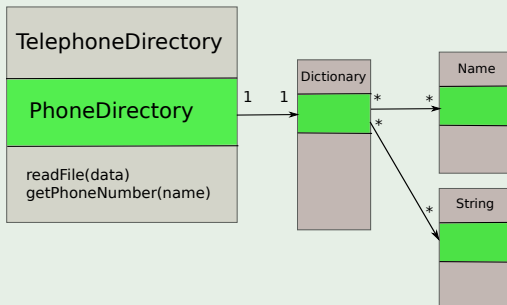 TelephoneDirectory
PhoneDirectory
readFile(data)
getPhoneNumber(name)
1 1
Dictionary
* *
*
*
Name
String